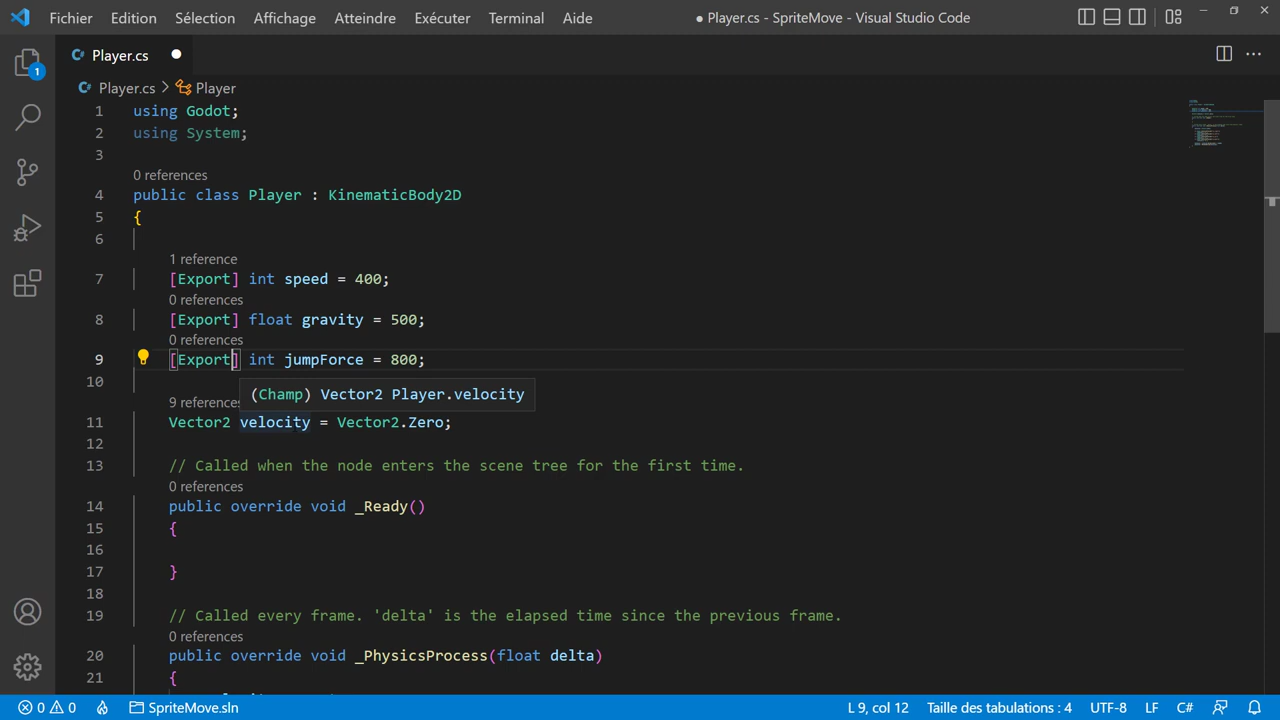 Fichier Edition Sélection Affichage Atteindre Exécuter Terminal Aide ● Player.cs - SpriteMove - Visual Studio Code
Player.cs
1
Player.cs > Player
1 using Godot;
2 using System;
3
0 references
4 public class Player : KinematicBody2D
5 {
6
1 reference
7 [Export] int speed = 400;
0 references
8 [Export] float gravity = 500;
0 references
9 [Export] int jumpForce = 800;
10
(Champ) Vector2 Player.velocity
9 references
11 Vector2 velocity = Vector2.Zero;
12
13 // Called when the node enters the scene tree for the first time.
0 references
14 public override void _Ready()
15 {
16
17 }
18
19 // Called every frame. 'delta' is the elapsed time since the previous frame.
0 references
20 public override void _PhysicsProcess(float delta)
21 {
0 0 SpriteMove.sln L 9, col 12 Taille des tabulations : 4 UTF-8 LF C#